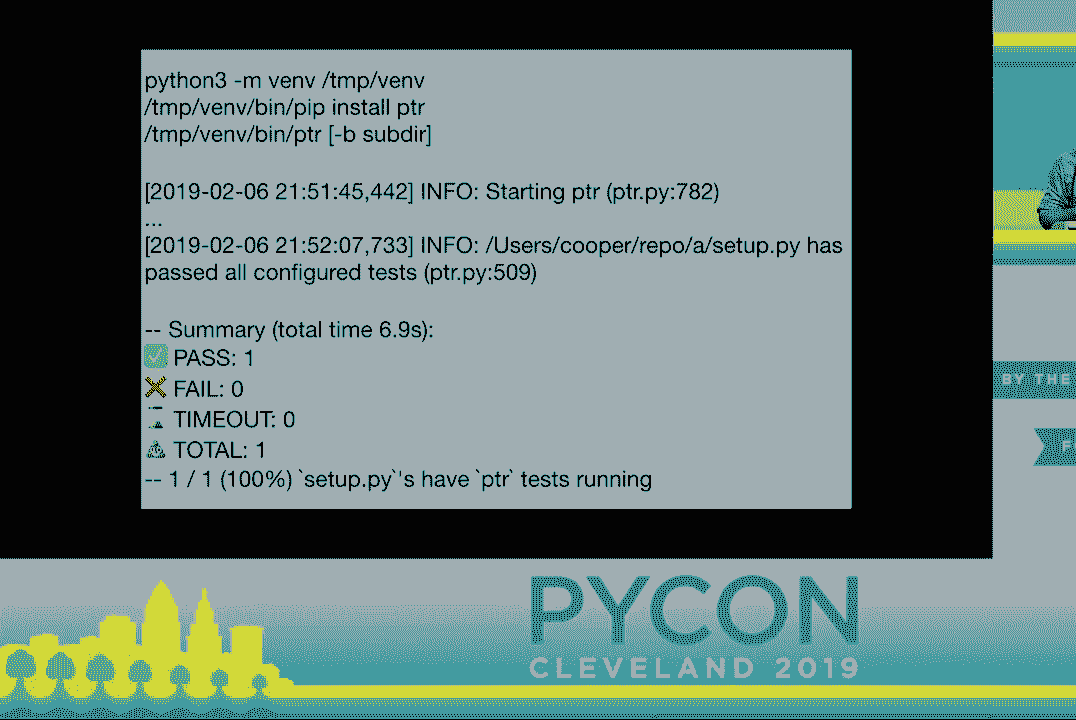 python3 -m venv /tmp/venv
/tmp/venv/bin/pip install ptr
/tmp/venv/bin/ptr [-b subdir]
[2019-02-06 21:51:45,442] INFO: Starting ptr (ptr.py:782)
...
[2019-02-06 21:52:07,733] INFO: /Users/cooper/repo/a/setup.py has
passed all configured tests (ptr.py:509)
-- Summary (total time 6.9s):
✅ PASS: 1
❌ FAIL: 0
⌛ TIMEOUT: 0
💩 TOTAL: 1
-- 1 / 1 (100%) `setup.py`'s have `ptr` tests running
BY THE
PYCON
CLEVELAND 2019